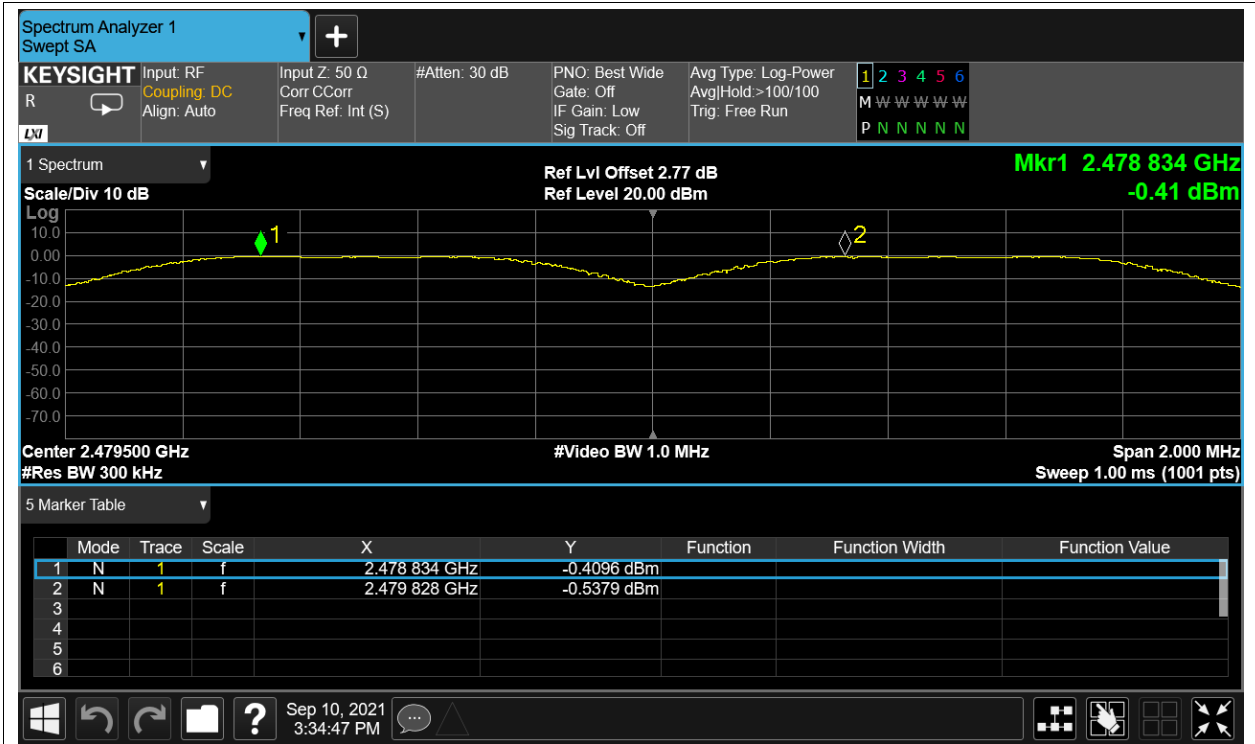 Spectrum Analyzer 1
Swept SA
+
KEYSIGHT
R
LXI
Input: RF
Coupling: DC
Align: Auto
Input Z: 50 Ω
Corr CCorr
Freq Ref: Int (S)
#Atten: 30 dB
PNO: Best Wide
Gate: Off
IF Gain: Low
Sig Track: Off
Avg Type: Log-Power
Avg|Hold:>100/100
Trig: Free Run
1 2 3 4 5 6
M W W W W W
P N N N N N
1 Spectrum
Scale/Div 10 dB
Ref Lvl Offset 2.77 dB
Ref Level 20.00 dBm
Mkr1 2.478 834 GHz
-0.41 dBm
Log
10.0
0.00
-10.0
-20.0
-30.0
-40.0
-50.0
-60.0
-70.0
1
2
Center 2.479500 GHz
#Res BW 300 kHz
#Video BW 1.0 MHz
Span 2.000 MHz
Sweep 1.00 ms (1001 pts)
5 Marker Table
Mode Trace Scale X Y Function Function Width Function Value
1 N 1 f 2.478 834 GHz -0.4096 dBm
2 N 1 f 2.479 828 GHz -0.5379 dBm
3
4
5
6
?
Sep 10, 2021
3:34:47 PM